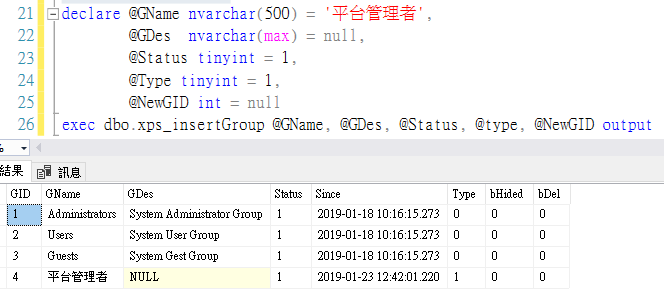 21 declare @GName nvarchar(500) = '平台管理者',
22 @GDes nvarchar(max) = null,
23 @Status tinyint = 1,
24 @Type tinyint = 1,
25 @NewGID int = null
26 exec dbo.xps_insertGroup @GName, @GDes, @Status, @type, @NewGID output
%
結果 訊息
GID GName GDes Status Since Type bHided bDel
1 Administrators System Administrator Group 1 2019-01-18 10:16:15.273 0 0 0
2 Users System User Group 1 2019-01-18 10:16:15.273 0 0 0
3 Guests System Gest Group 1 2019-01-18 10:16:15.273 0 0 0
4 平台管理者 NULL 1 2019-01-23 12:42:01.220 1 0 0